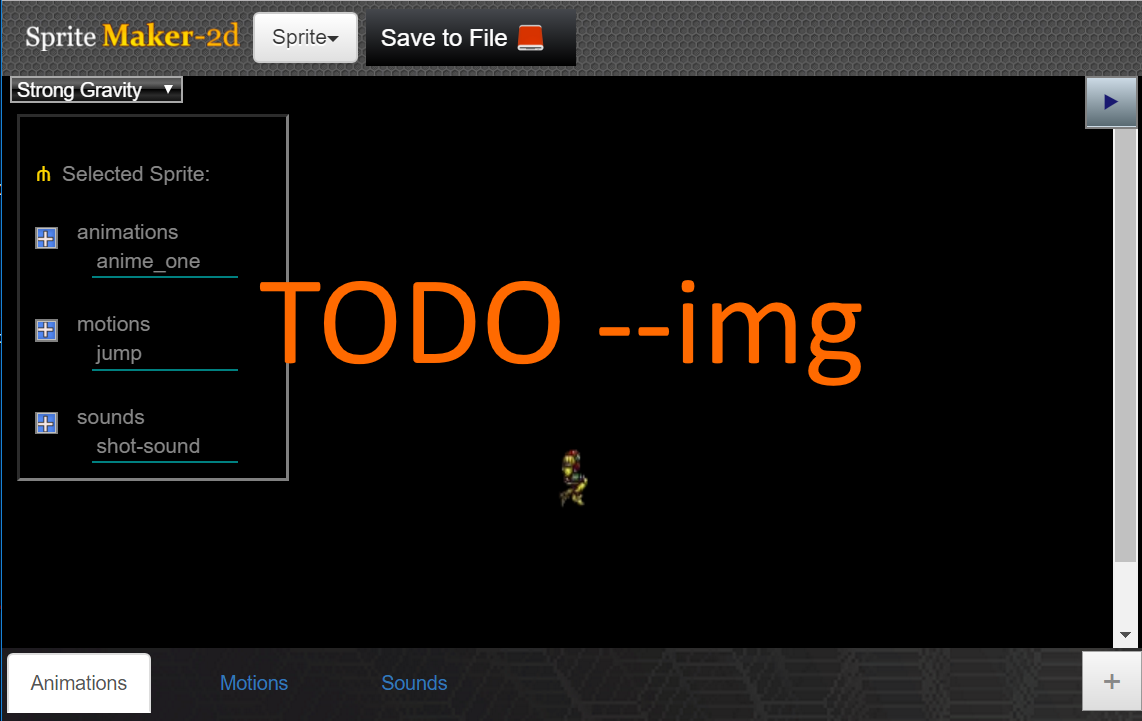 Sprite Maker-2d
Sprite
Save to File
Strong Gravity
Selected Sprite:
animations
anime_one
motions
jump
sounds
shot-sound
TODO --img
Animations
Motions
Sounds
+